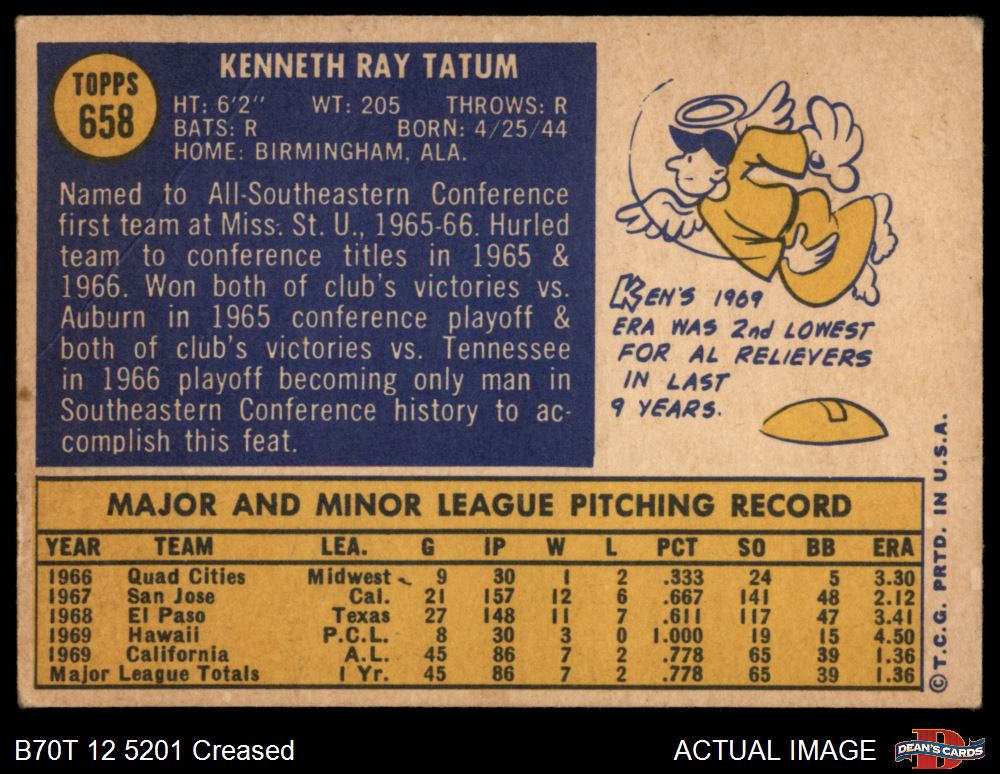 TOPPS
658
KENNETH RAY TATUM
HT: 6'2" WT: 205 THROWS: R
BATS: R BORN: 4/25/44
HOME: BIRMINGHAM, ALA.
Named to All-Southeastern Conference
first team at Miss. St. U., 1965-66. Hurled
team to conference titles in 1965 &
1966. Won both of club's victories vs.
Auburn in 1965 conference playoff &
both of club's victories vs. Tennessee
in 1966 playoff becoming only man in
Southeastern Conference history to ac-
complish this feat.
KEN'S 1969
ERA WAS 2nd LOWEST
FOR AL RELIEVERS
IN LAST
9 YEARS.
MAJOR AND MINOR LEAGUE PITCHING RECORD
YEAR TEAM LEA. G IP W L PCT SO BB ERA
1966 Quad Cities Midwest 9 30 1 2 .333 24 5 3.30
1967 San Jose Cal. 21 157 12 6 .667 141 48 2.12
1968 El Paso Texas 27 148 11 7 .611 117 47 3.41
1969 Hawaii P.C.L. 8 30 3 0 1.000 19 15 4.50
1969 California A.L. 45 86 7 2 .778 65 39 1.36
Major League Totals 1 Yr. 45 86 7 2 .778 65 39 1.36
©T.C.G. PRTD. IN U.S.A.
B70T 12 5201 Creased
ACTUAL IMAGE
D
DEAN'S CARDS